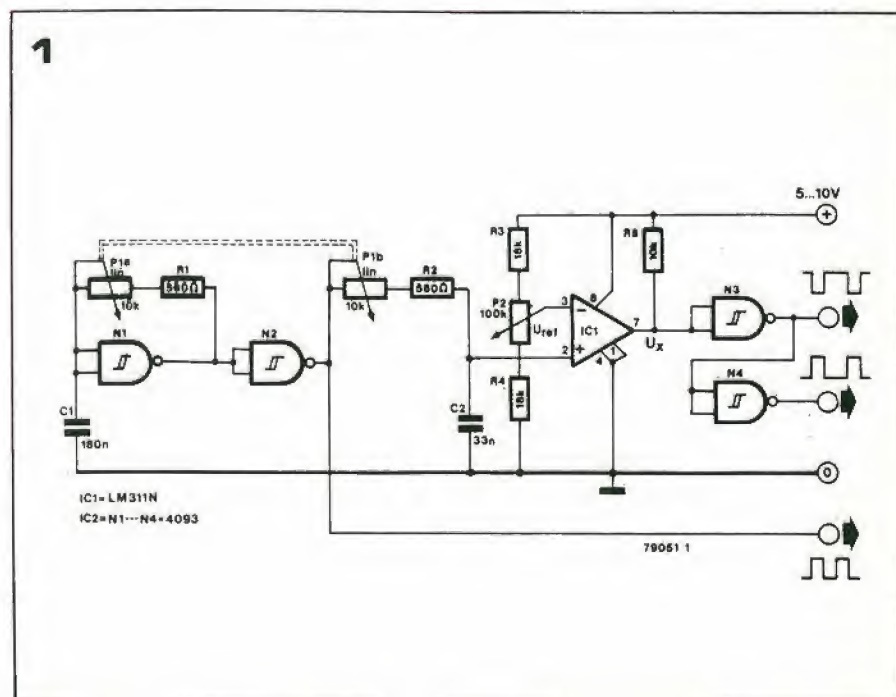 1
5...10V
+
P1a
lin
10k
R1
560Ω
P1b
lin
10k
R2
560Ω
R3
18k
R8
10k
P2
100k
Uref
3
8
IC1
2
4
1
7
Ux
N1
N2
N3
N4
C1
180n
C2
33n
R4
18k
0
IC1=LM311N
IC2=N1...N4=4093
79051 1